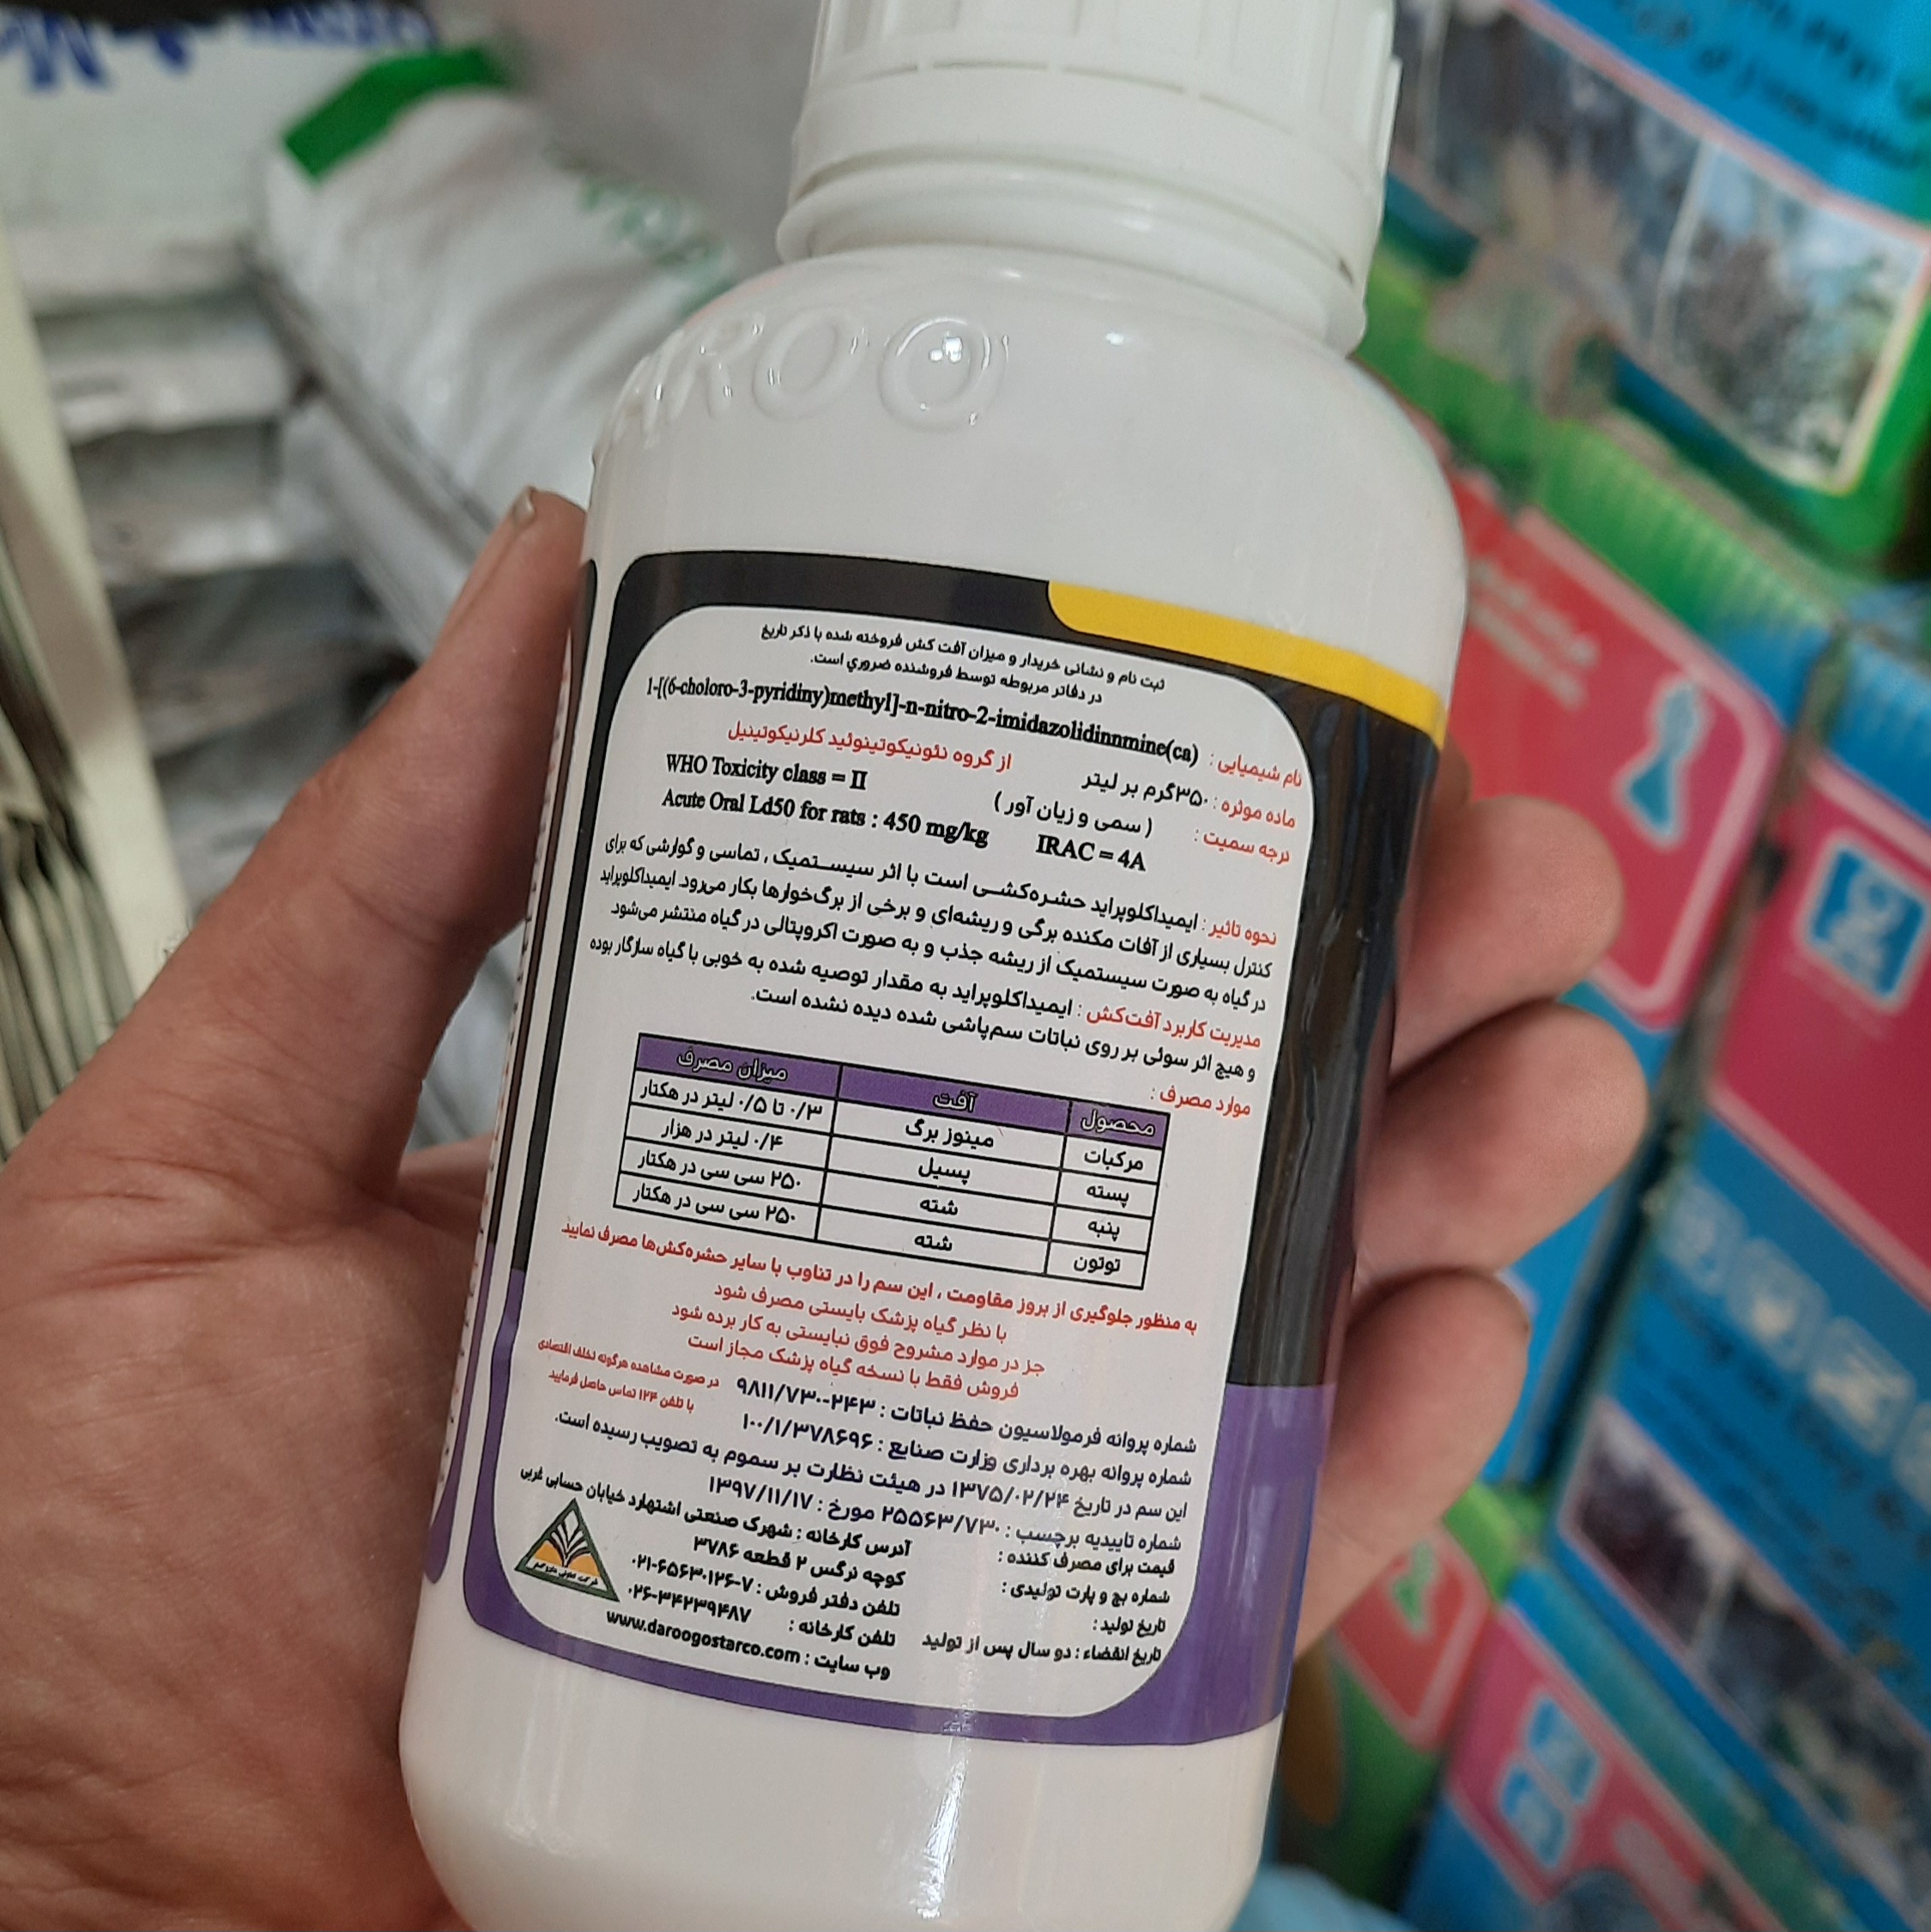 ROO
ثبت نام و نشانی خریدار و میزان آفت کش فروخته شده با ذکر تاریخ
در دفاتر مربوطه توسط فروشنده ضروري است.
نام شیمیایی : 1-[(6-choloro-3-pyridiny)methyl]-n-nitro-2-imidazolidinnmine(ca)
ماده موثره : ۳۵۰گرم بر لیتر از گروه نئونیکوتینوئید کلرنیکوتینیل
درجه سمیت : ( سمی و زیان آور ) WHO Toxicity class = II
IRAC = 4A Acute Oral Ld50 for rats : 450 mg/kg
نحوه تاثیر : ایمیداکلوپراید حشره‌کشی است با اثر سیستمیک ، تماسی و گوارشی که برای
کنترل بسیاری از آفات مکنده برگی و ریشه‌ای و برخی از برگ‌خوارها بکار می‌رود. ایمیداکلوپراید
در گیاه به صورت سیستمیک از ریشه جذب و به صورت اکروپتالی در گیاه منتشر می‌شود.
مدیریت کاربرد آفت‌کش : ایمیداکلوپراید به مقدار توصیه شده به خوبی با گیاه سازگار بوده
و هیچ اثر سوئی بر روی نباتات سم‌پاشی شده دیده نشده است.
موارد مصرف :
محصول آفت میزان مصرف
مرکبات مینوز برگ ۰/۳ تا ۰/۵ لیتر در هکتار
پسته پسیل ۰/۴ لیتر در هزار
پنبه شته ۲۵۰ سی سی در هکتار
توتون شته ۲۵۰ سی سی در هکتار
به منظور جلوگیری از بروز مقاومت ، این سم را در تناوب با سایر حشره‌کش‌ها مصرف نمایید.
با نظر گیاه پزشک بایستی مصرف شود
جز در موارد مشروح فوق نبایستی به کار برده شود
فروش فقط با نسخه گیاه پزشک مجاز است
در صورت مشاهده هرگونه تخلف اقتصادی
با تلفن ۱۲۴ تماس حاصل فرمایید.
شماره پروانه فرمولاسیون حفظ نباتات : ۹۸۱۱/۷۳۰-۲۴۳
شماره پروانه بهره برداری وزارت صنایع : ۱۰۰/۱/۳۷۸۶۹۶
این سم در تاریخ ۱۳۷۵/۰۲/۲۴ در هیئت نظارت بر سموم به تصویب رسیده است.
شماره تاییدیه برچسب : ۲۵۵۶۳/۷۳۰ مورخ : ۱۳۹۷/۱۱/۱۷
قیمت برای مصرف کننده :
شماره بچ و پارت تولیدی :
تاریخ تولید :
تاریخ انقضاء : دو سال پس از تولید
آدرس کارخانه : شهرک صنعتی اشتهارد خیابان حسابی غربی
کوچه نرگس ۲ قطعه ۳۷۸۶
تلفن دفتر فروش : ۷-۰۲۱-۶۵۶۳۰۱۲۶
تلفن کارخانه : ۰۲۶-۳۴۲۳۹۴۸۷
وب سایت : www.daroogostarco.com